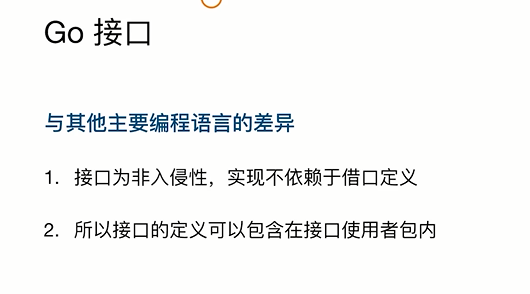 Go 接口
与其他主要编程语言的差异
1. 接口为非入侵性，实现不依赖于借口定义
2. 所以接口的定义可以包含在接口使用者包内